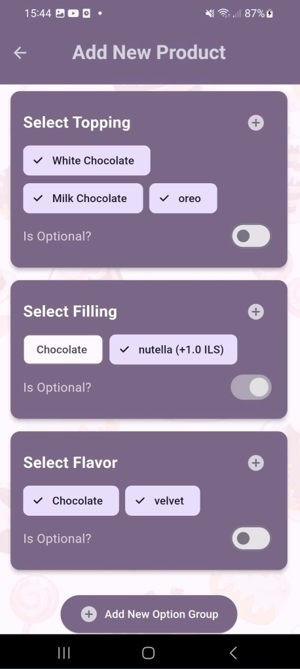 15:44 87%
Add New Product
Select Topping
White Chocolate
Milk Chocolate oreo
Is Optional?
Select Filling
Chocolate nutella (+1.0 ILS)
Is Optional?
Select Flavor
Chocolate velvet
Is Optional?
Add New Option Group